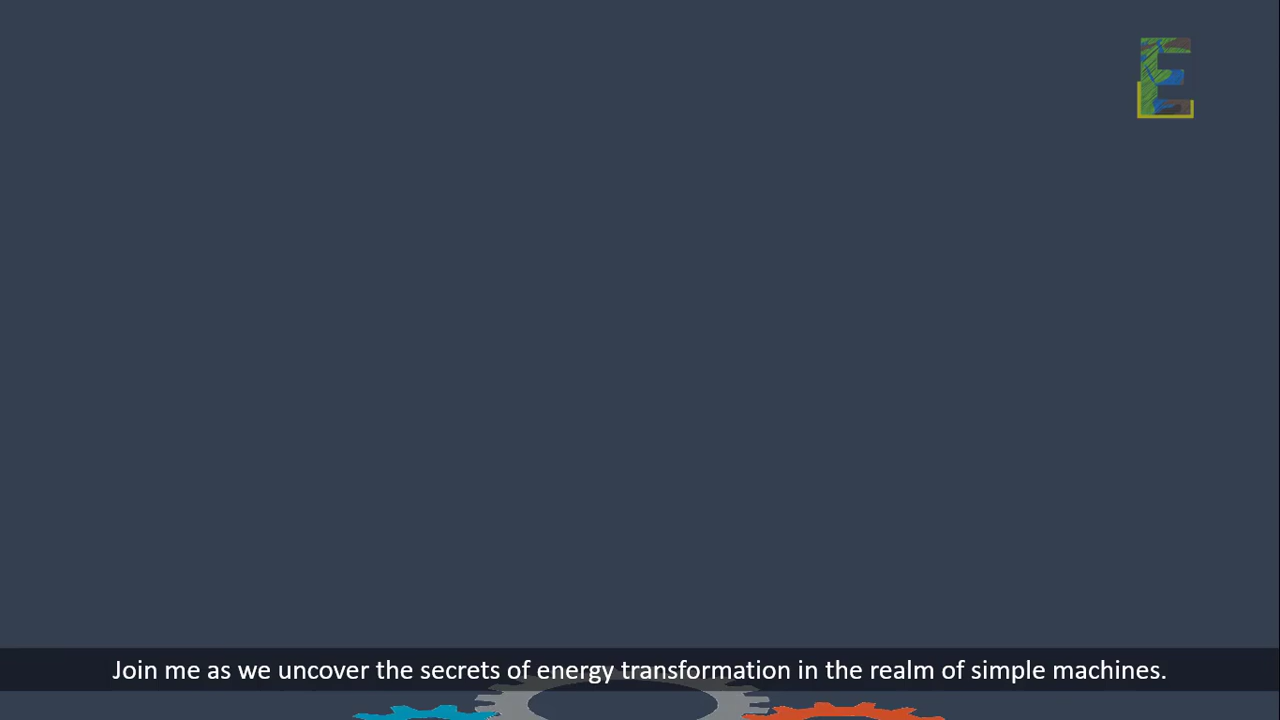 E
Join me as we uncover the secrets of energy transformation in the realm of simple machines.